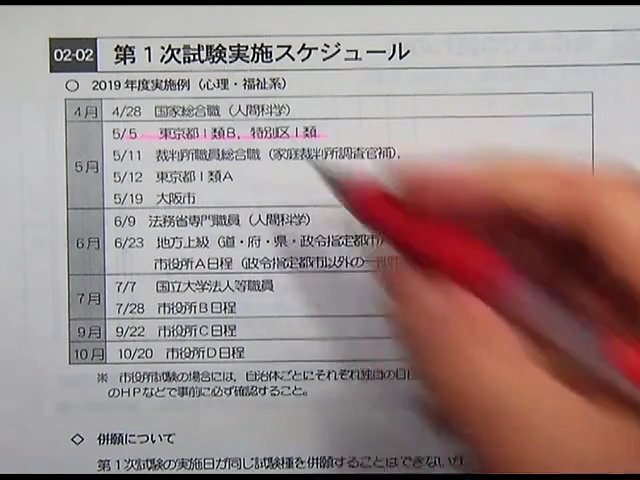 02-02 第1次試験実施スケジュール
○ 2019年度実施例（心理・福祉系）
4月 4/28 国家総合職（人間科学）
5月 5/5 東京都Ⅰ類B、特別区Ⅰ類
5/11 裁判所職員総合職（家庭裁判所調査官補）、
5/12 東京都Ⅰ類A
5/19 大阪市
6月 6/9 法務省専門職員（人間科学）
6/23 地方上級（道・府・県・政令指定都市）
市役所A日程（政令指定都市以外の一
7月 7/7 国立大学法人等職員
7/28 市役所B日程
9月 9/22 市役所C日程
10月 10/20 市役所D日程
※ 市役所試験の場合には、自治体ごとにそれぞれ独自の日
のHPなどで事前に必ず確認すること。
◇ 併願について
第1次試験の実施日が同じ試験種を併願することはできないが